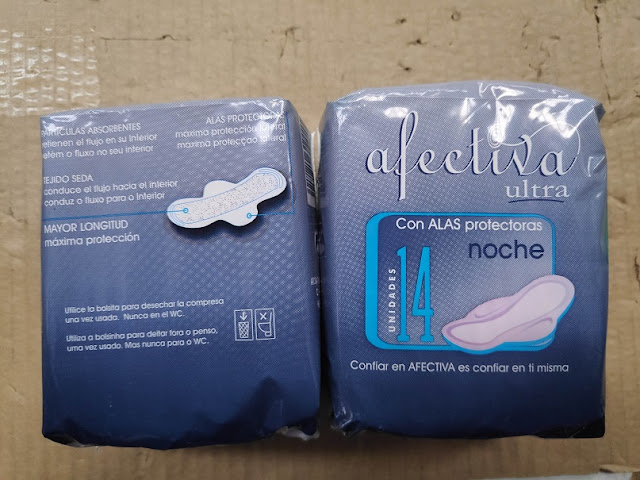 PARTÍCULAS ABSORBENTES
retienen el flujo en su interior
retém o fluxo no seu interior
ALAS PROTECTORAS
máxima protección lateral
máxima protecção lateral
TEJIDO SEDA
conduce el flujo hacia el interior
conduz o fluxo para o interior
MAYOR LONGITUD
máxima protección
Utilice la bolsita para desechar la compresa
una vez usada. Nunca en el WC.
Utiliza a bolsinha para deitar fora o penso,
uma vez usado. Mas nunca para o WC.
afectiva
ultra
Con ALAS protectoras
noche
14
UNIDADES
Confiar en AFECTIVA es confiar en ti misma